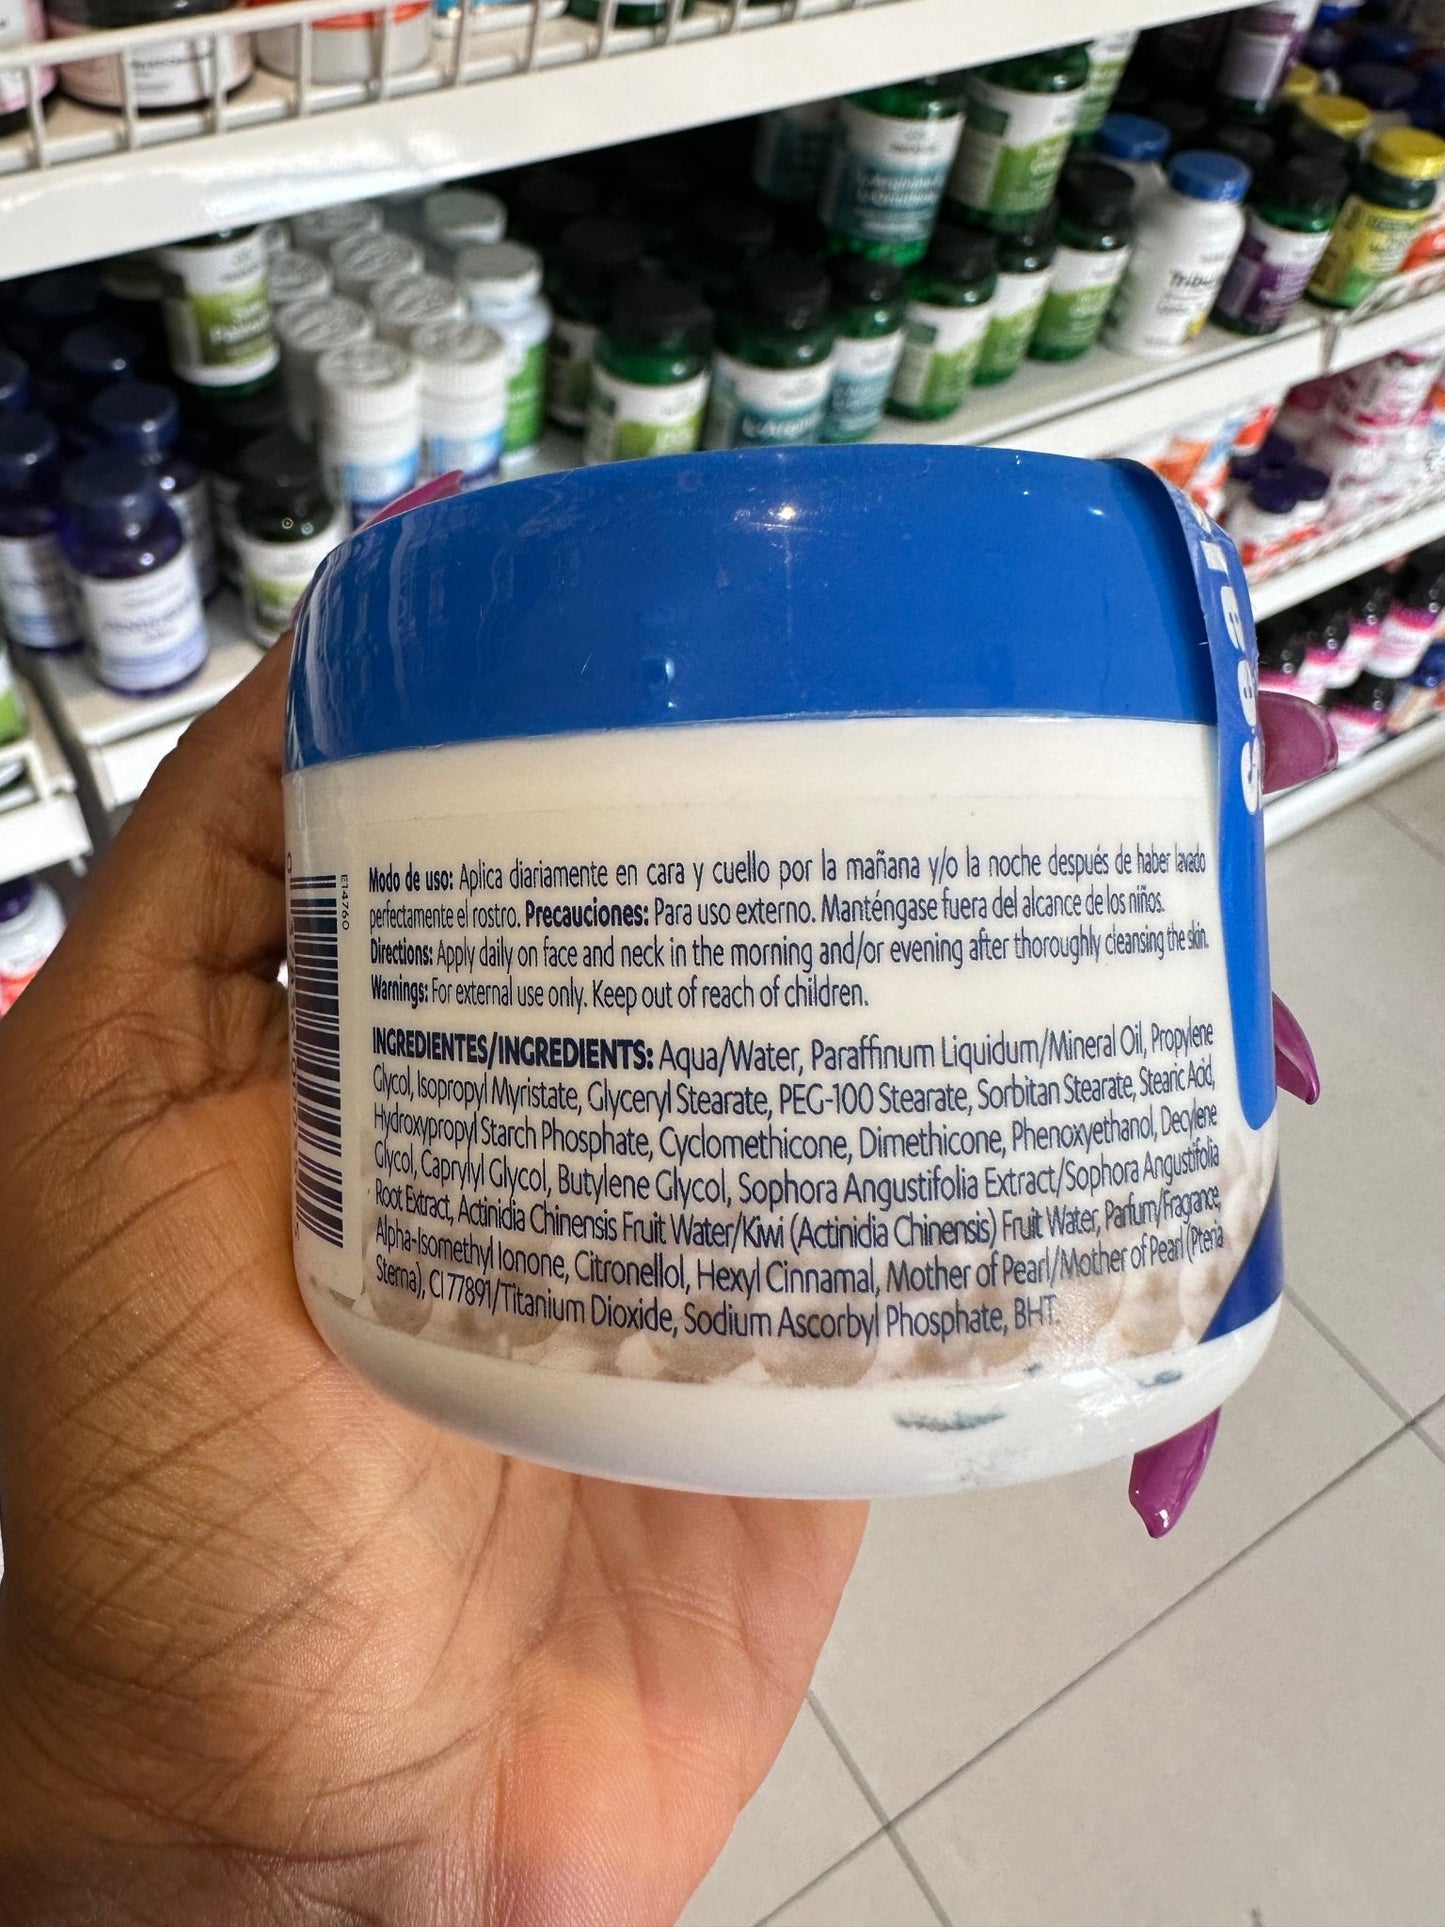 Modo de uso: Aplica diariamente en cara y cuello por la mañana y/o la noche después de haber lavado
perfectamente el rostro. Precauciones: Para uso externo. Manténgase fuera del alcance de los niños.
Directions: Apply daily on face and neck in the morning and/or evening after thoroughly cleansing the skin.
Warnings: For external use only. Keep out of reach of children.
INGREDIENTES/INGREDIENTS: Aqua/Water, Paraffinum Liquidum/Mineral Oil, Propylene
Glycol, Isopropyl Myristate, Glyceryl Stearate, PEG-100 Stearate, Sorbitan Stearate, Stearic Acid,
Hydroxypropyl Starch Phosphate, Cyclomethicone, Dimethicone, Phenoxyethanol, Decylene
Glycol, Caprylyl Glycol, Butylene Glycol, Sophora Angustifolia Extract/Sophora Angustifolia
Root Extract, Actinidia Chinensis Fruit Water/Kiwi (Actinidia Chinensis) Fruit Water, Parfum/Fragrance,
Alpha-Isomethyl Ionone, Citronellol, Hexyl Cinnamal, Mother of Pearl/Mother of Pearl (Pteria
Sterna), CI 77891/Titanium Dioxide, Sodium Ascorbyl Phosphate, BHT.
E14760